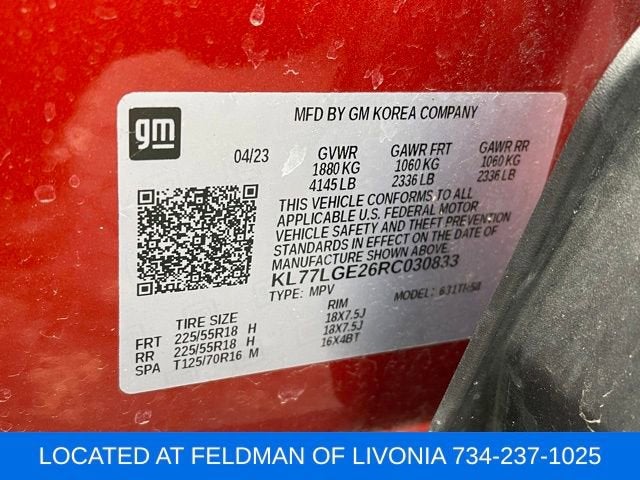 gm
MFD BY GM KOREA COMPANY
04/23 GVWR GAWR FRT GAWR RR
1880 KG 1060 KG 1060 KG
4145 LB 2336 LB 2336 LB
THIS VEHICLE CONFORMS TO ALL
APPLICABLE U.S. FEDERAL MOTOR
VEHICLE SAFETY AND THEFT PREVENTION
STANDARDS IN EFFECT ON THE DATE OF
MANUFACTURE SHOWN ABOVE.
KL77LGE26RC030833
TYPE: MPV MODEL:
TIRE SIZE RIM
FRT 225/55R18 H 18X7.5J
RR 225/55R18 H 18X7.5J
SPA T125/70R16 M 16X4BT
LOCATED AT FELDMAN OF LIVONIA 734-237-1025